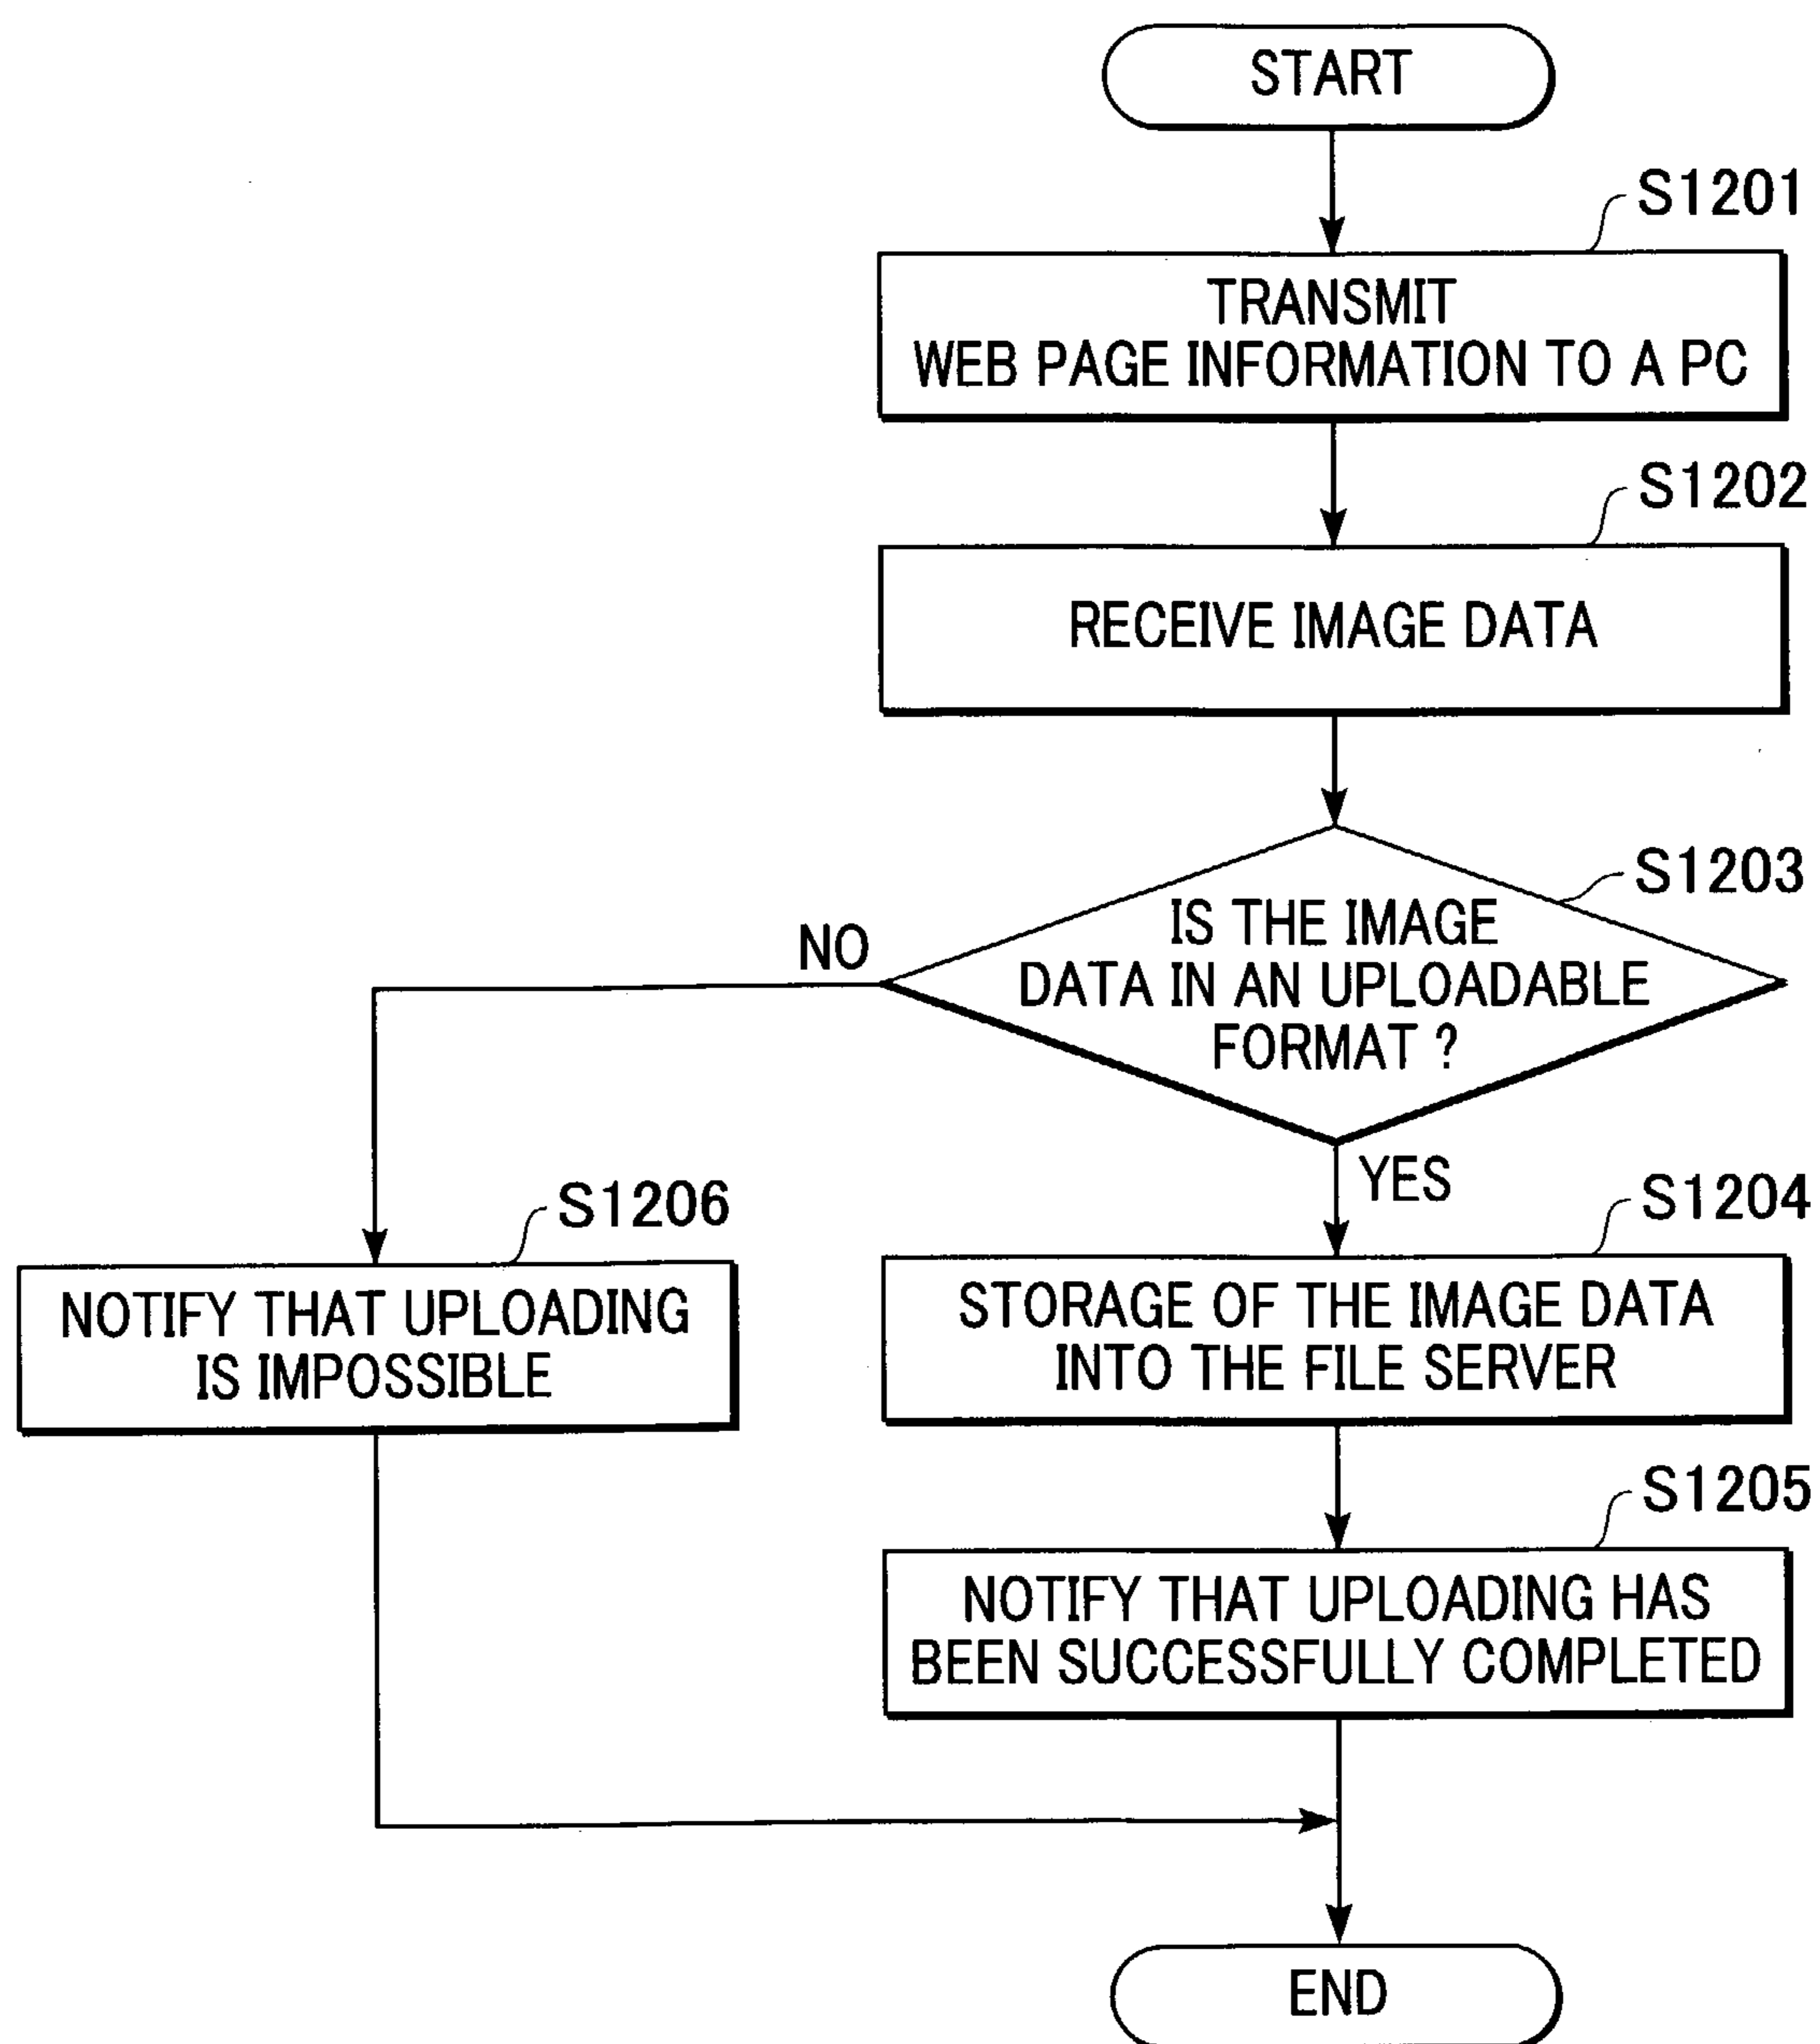 START
S1201
TRANSMIT
WEB PAGE INFORMATION TO A PC
S1202
RECEIVE IMAGE DATA
S1203
IS THE IMAGE
DATA IN AN UPLOADABLE
FORMAT ?
NO
YES
S1206
NOTIFY THAT UPLOADING
IS IMPOSSIBLE
S1204
STORAGE OF THE IMAGE DATA
INTO THE FILE SERVER
S1205
NOTIFY THAT UPLOADING HAS
BEEN SUCCESSFULLY COMPLETED
END